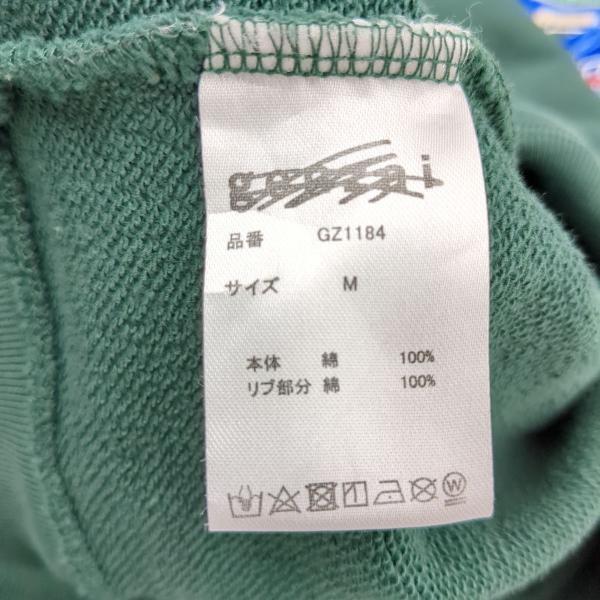 品番 GZ1184
サイズ M
本体 綿 100%
リブ部分 綿 100%
W